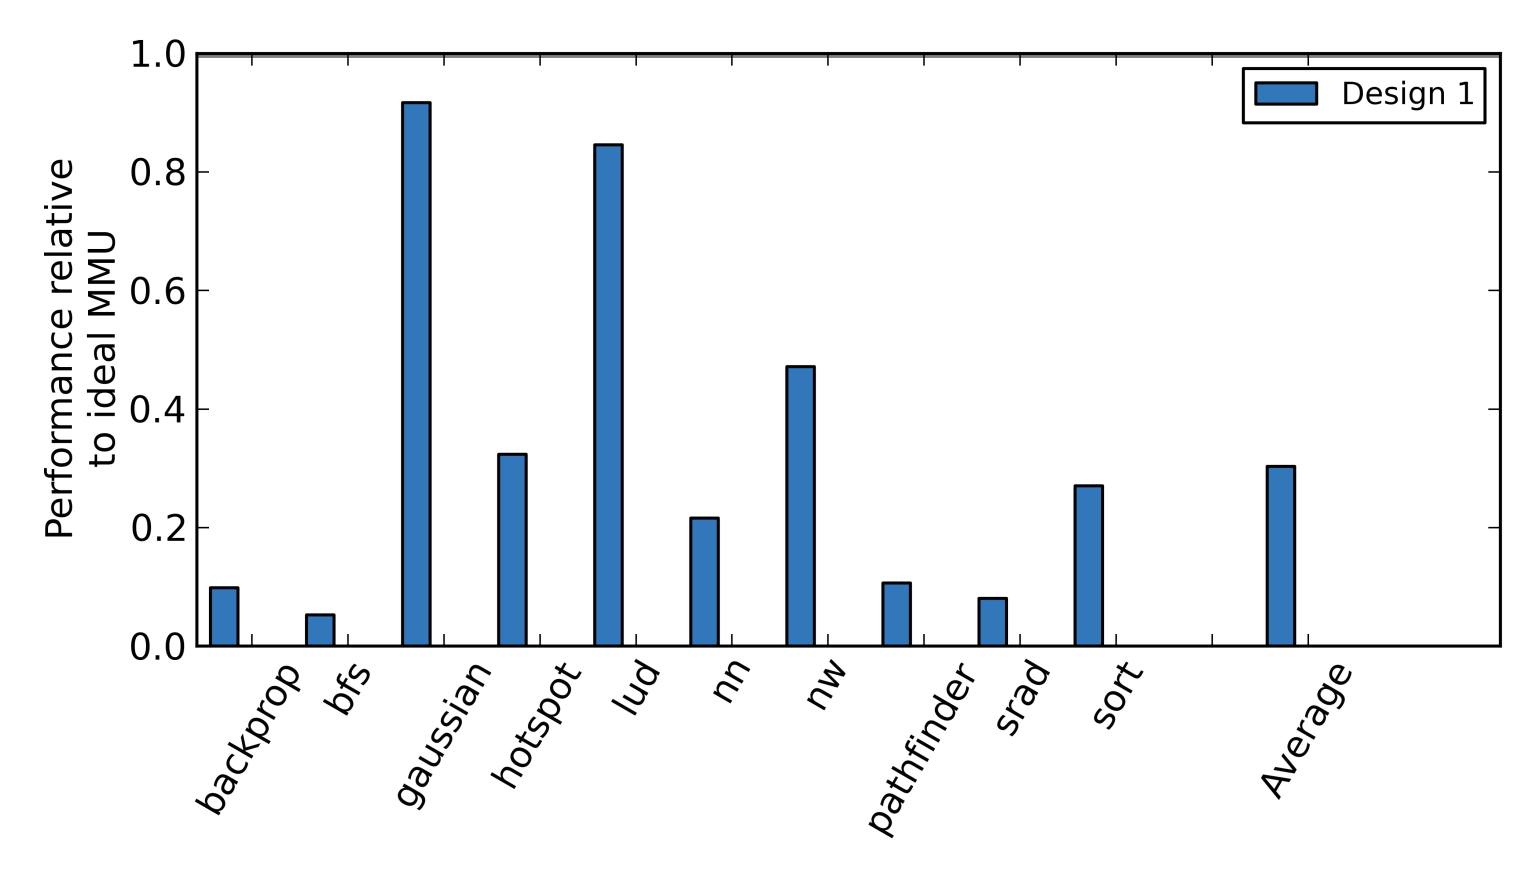 1.0
0.8
0.6
0.4
0.2
0.0
Performance relative
to ideal MMU
Design 1
backprop
bfs
gaussian
hotspot
lud
nn
nw
pathfinder
srad
sort
Average